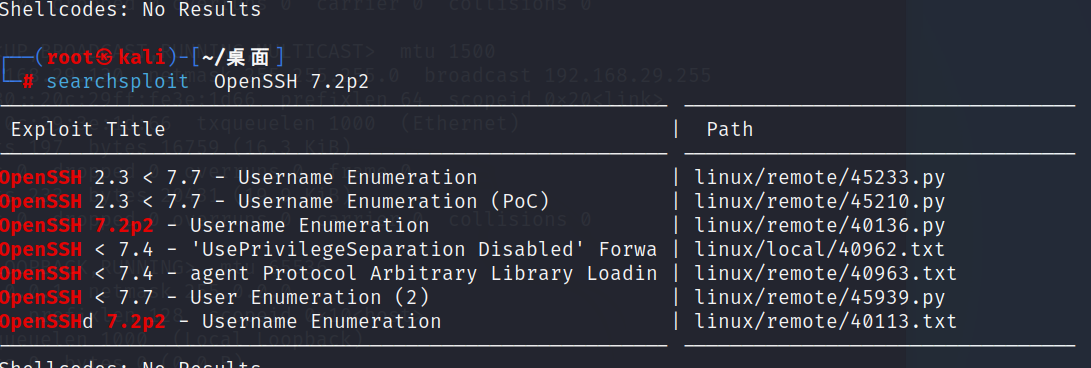 Shellcodes: No Results
┌──(root㉿kali)-[~/桌面]
└─# searchsploit  OpenSSH 7.2p2
Exploit Title | Path
OpenSSH 2.3 < 7.7 - Username Enumeration | linux/remote/45233.py
OpenSSH 2.3 < 7.7 - Username Enumeration (PoC) | linux/remote/45210.py
OpenSSH 7.2p2 - Username Enumeration | linux/remote/40136.py
OpenSSH < 7.4 - 'UsePrivilegeSeparation Disabled' Forwa | linux/local/40962.txt
OpenSSH < 7.4 - agent Protocol Arbitrary Library Loadin | linux/remote/40963.txt
OpenSSH < 7.7 - User Enumeration (2) | linux/remote/45939.py
OpenSSHd 7.2p2 - Username Enumeration | linux/remote/40113.txt
Shellcodes: No Results